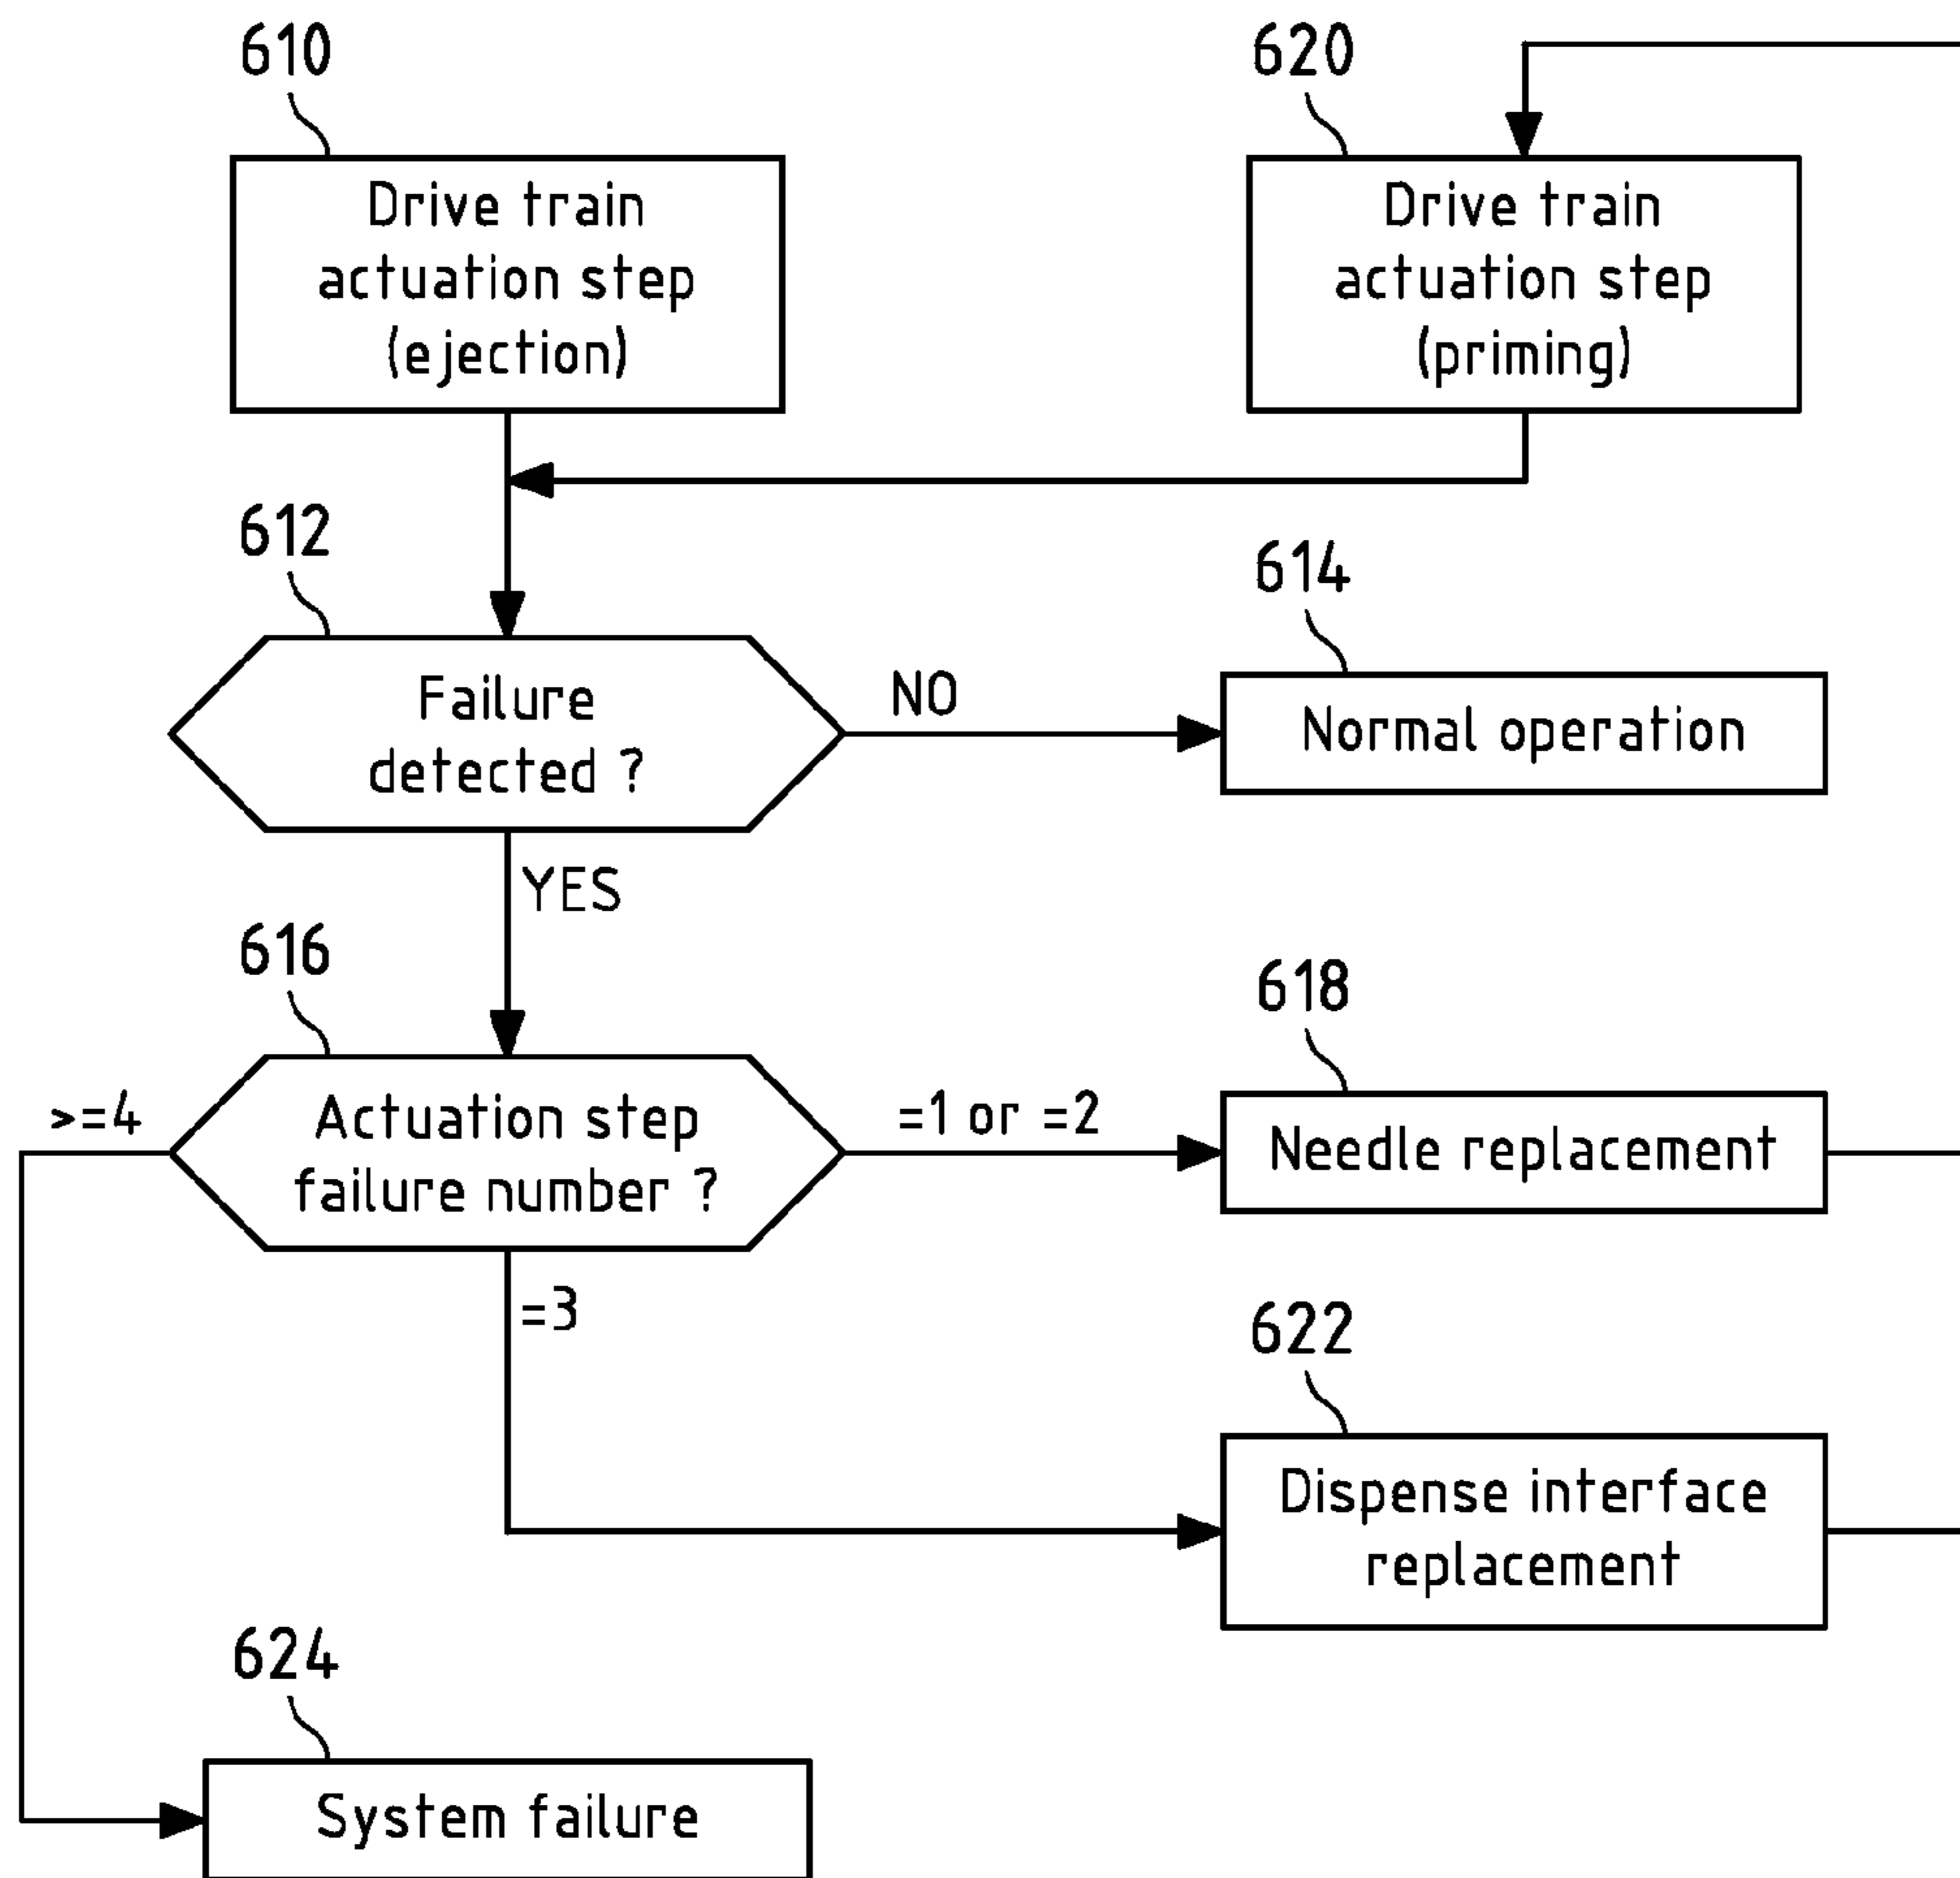 610
Drive train
actuation step
(ejection)
620
Drive train
actuation step
(priming)
612
Failure
detected ?
NO
614
Normal operation
YES
616
Actuation step
failure number ?
>=4
=1 or =2
618
Needle replacement
=3
622
Dispense interface
replacement
624
System failure